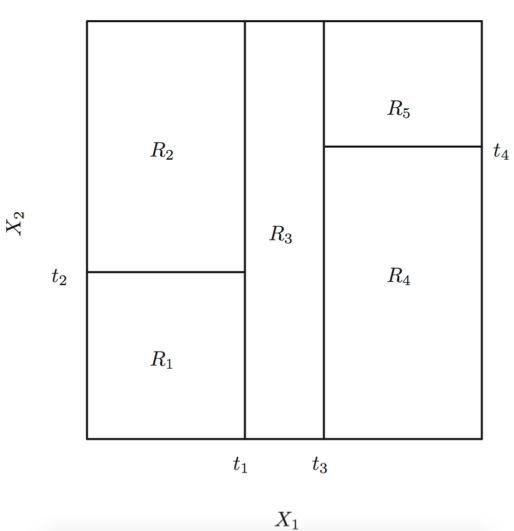 R₅
R₂
t₄
X₂
R₃
t₂
R₄
R₁
t₁ t₃
X₁